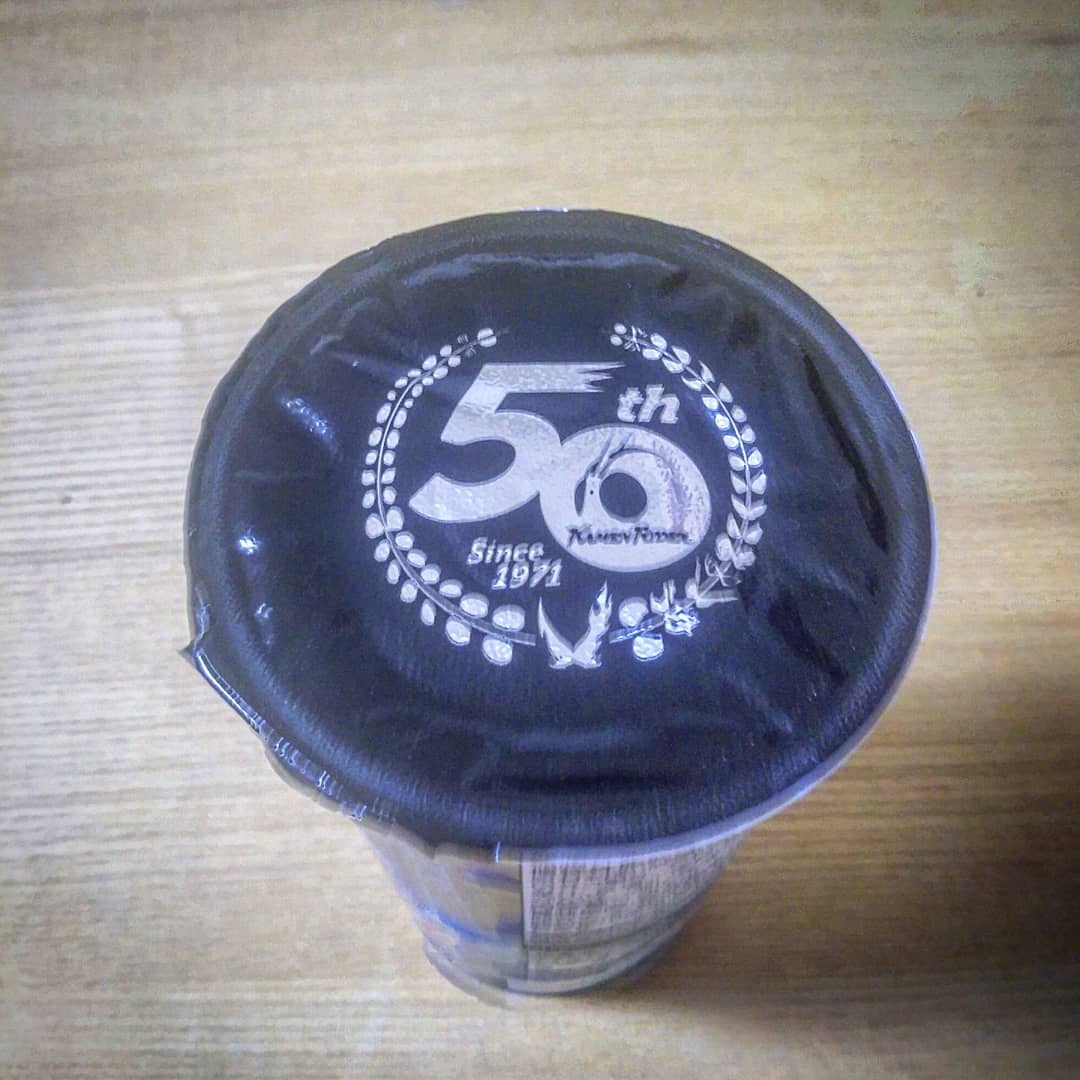 50th
KAMEN RIDER
Since
1971